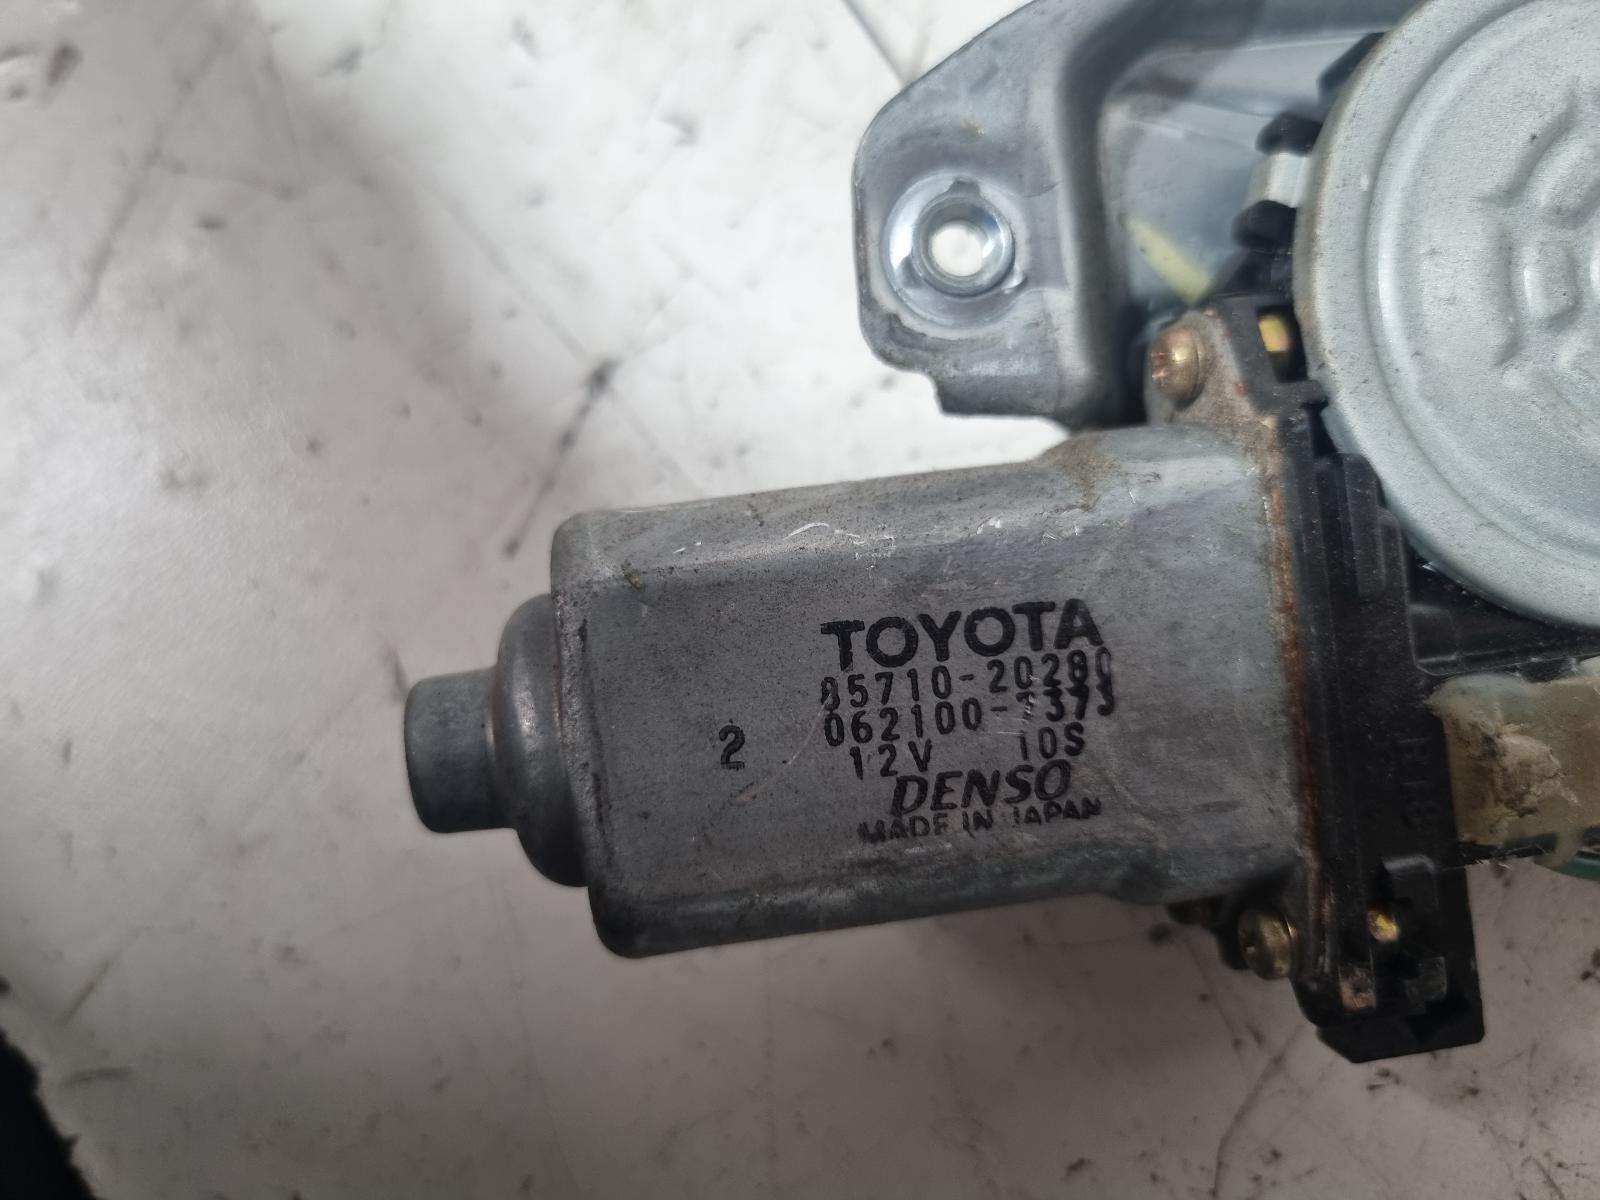 TOYOTA
85710-20280
062100-7373
2
12V 10S
DENSO
MADE IN JAPAN